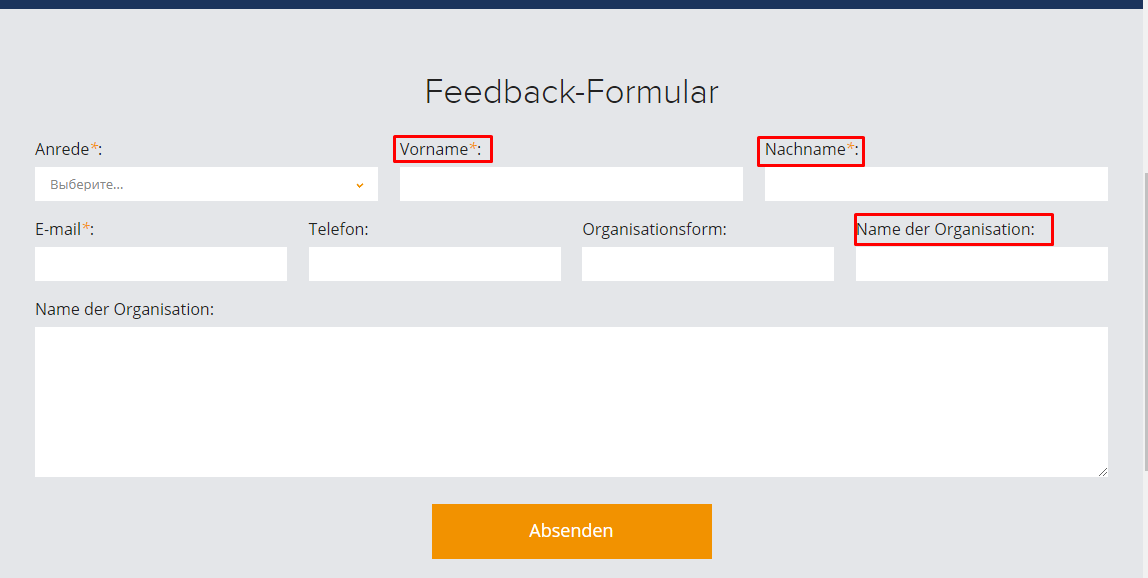 Feedback-Formular
Anrede*:
Vorname*:
Nachname*:
Выберите...
E-mail*:
Telefon:
Organisationsform:
Name der Organisation:
Name der Organisation:
Absenden